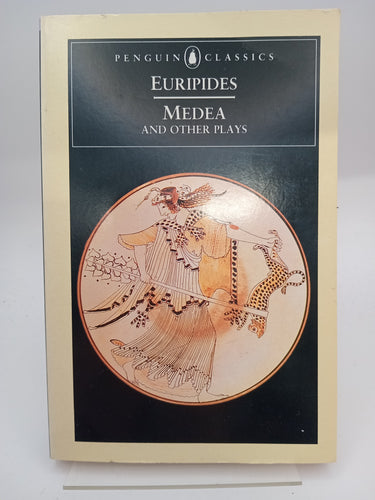 PENGUIN CLASSICS
EURIPIDES
MEDEA
AND OTHER PLAYS